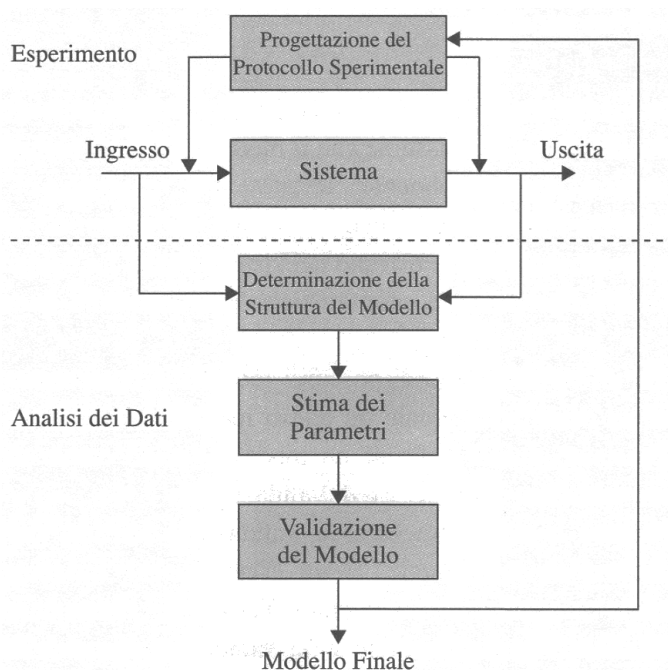 Esperimento
Progettazione del
Protocollo Sperimentale
Ingresso
Sistema
Uscita
Determinazione della
Struttura del Modello
Analisi dei Dati
Stima dei
Parametri
Validazione
del Modello
Modello Finale